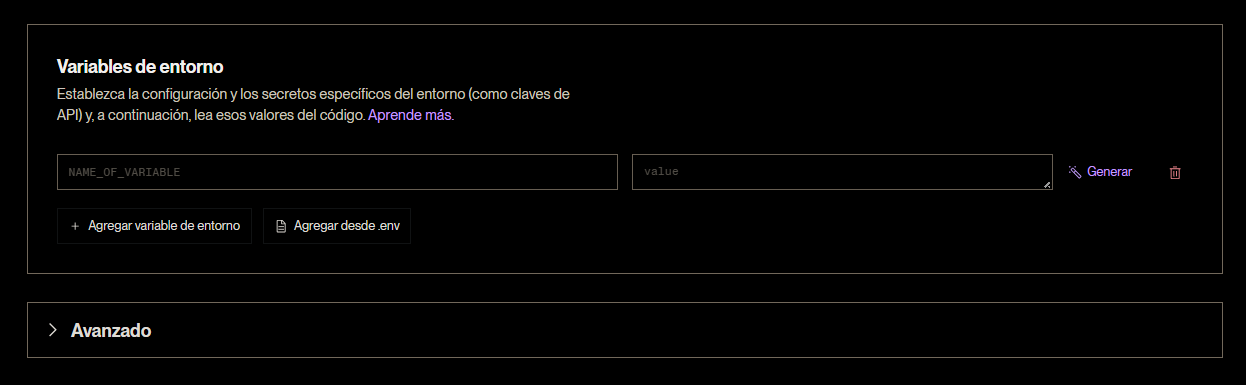 Variables de entorno
Establezca la configuración y los secretos específicos del entorno (como claves de
API) y, a continuación, lea esos valores del código. Aprende más.
NAME_OF_VARIABLE value Generar
Agregar variable de entorno Agregar desde .env
Avanzado